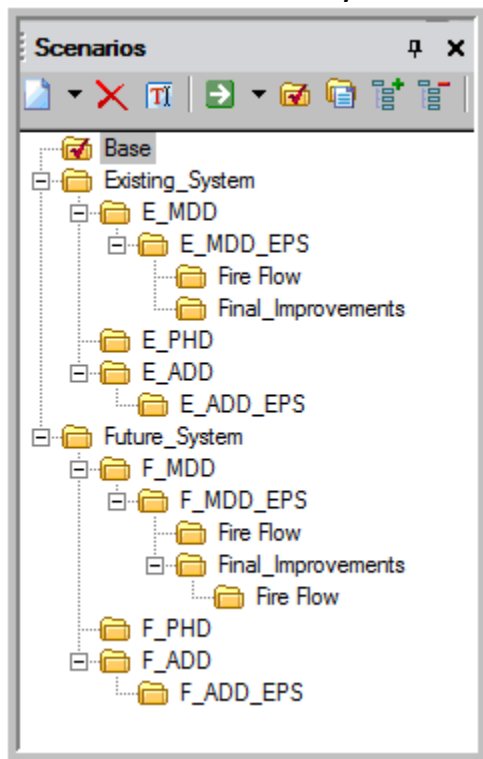 Scenarios
Base
Existing_System
E_MDD
E_MDD_EPS
Fire Flow
Final_Improvements
E_PHD
E_ADD
E_ADD_EPS
Future_System
F_MDD
F_MDD_EPS
Fire Flow
Final_Improvements
Fire Flow
F_PHD
F_ADD
F_ADD_EPS